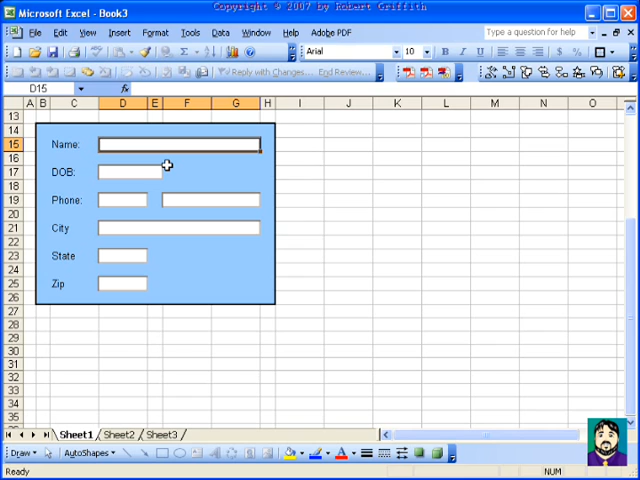 Copyright © 2007 by Robert Griffith
Microsoft Excel - Book3
File Edit View Insert Format Tools Data Window Help Adobe PDF
Type a question for help
Arial 10 B U $ %
Reply with Changes... End Review...
D15 fx
A B C D E F G H I J K L M N O
13
14
15 Name:
16
17 DOB:
18
19 Phone:
20
21 City
22
23 State
24
25 Zip
26
27
28
29
30
31
32
33
34
35
Sheet1 Sheet2 Sheet3
Draw AutoShapes
Ready NUM